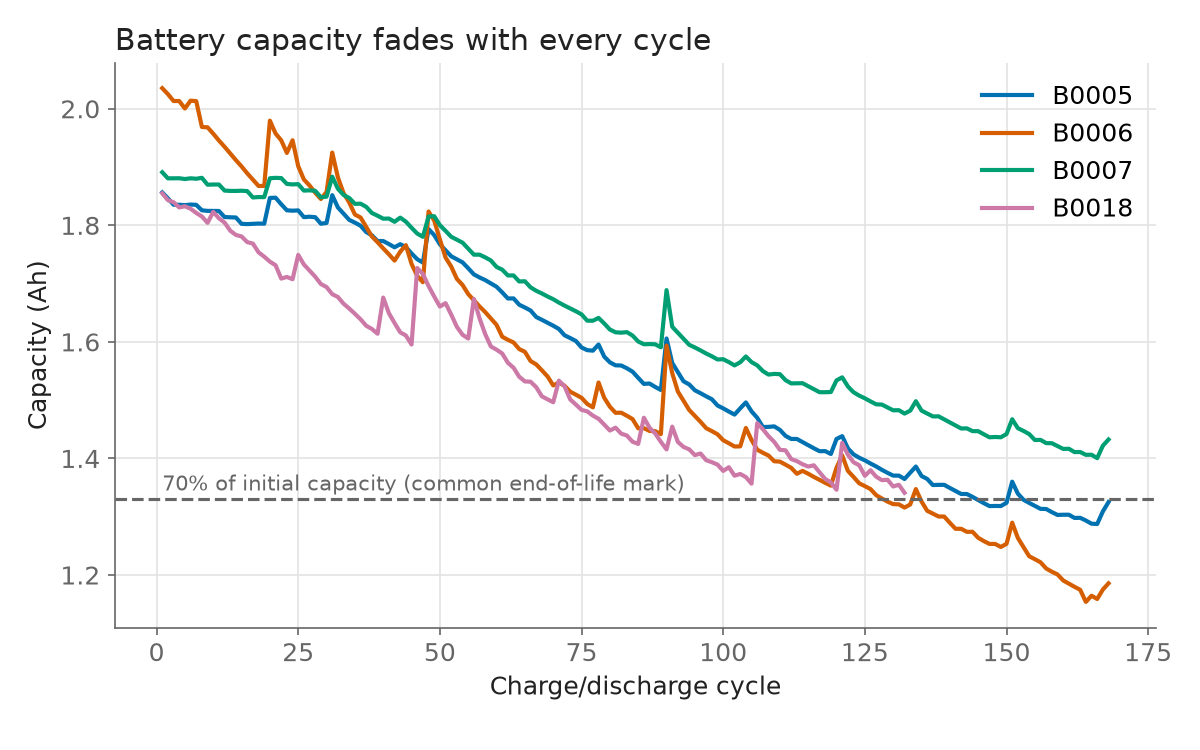 Battery capacity fades with every cycle
B0005
B0006
B0007
B0018
Capacity (Ah)
2.0
1.8
1.6
1.4
1.2
70% of initial capacity (common end-of-life mark)
0 25 50 75 100 125 150 175
Charge/discharge cycle